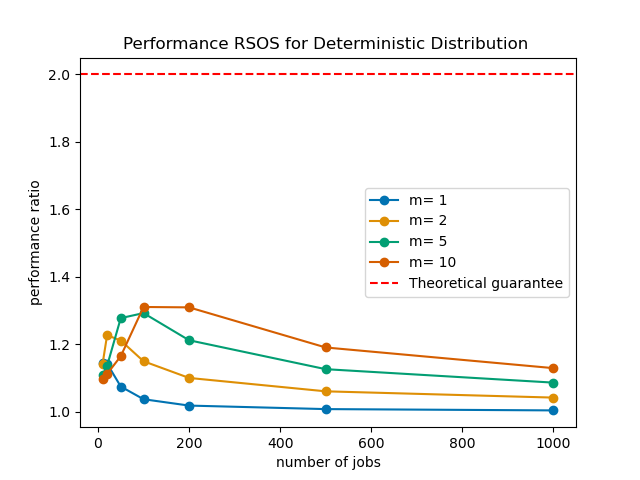 Performance RSOS for Deterministic Distribution
performance ratio
2.0
1.8
1.6
1.4
1.2
1.0
m= 1
m= 2
m= 5
m= 10
Theoretical guarantee
0 200 400 600 800 1000
number of jobs